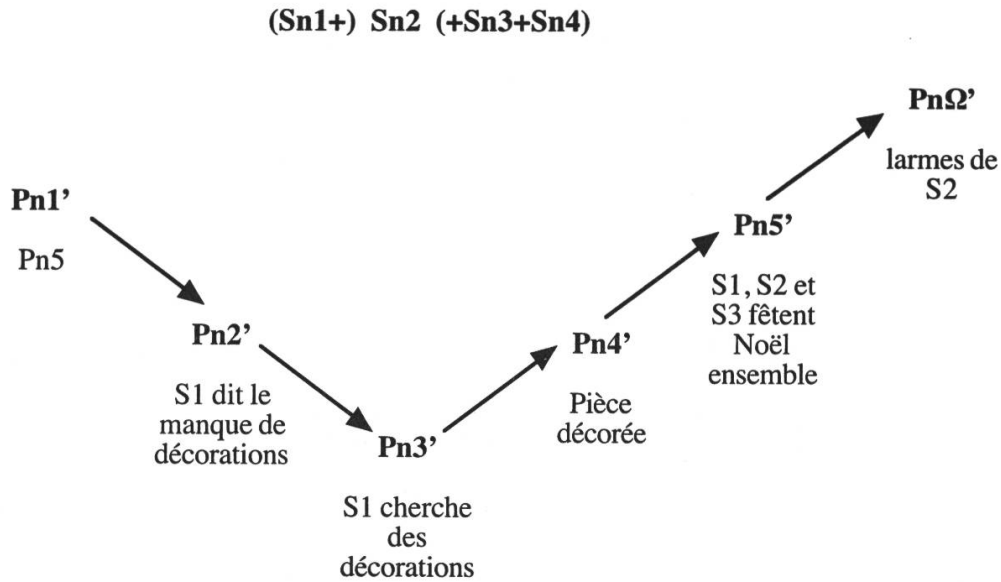 (Sn1+) Sn2 (+Sn3+Sn4)
PnΩ’
larmes de
S2
Pn1’
Pn5
Pn5’
S1, S2 et
S3 fêtent
Noël
ensemble
Pn2’
S1 dit le
manque de
décorations
Pn4’
Pièce
décorée
Pn3’
S1 cherche
des
décorations